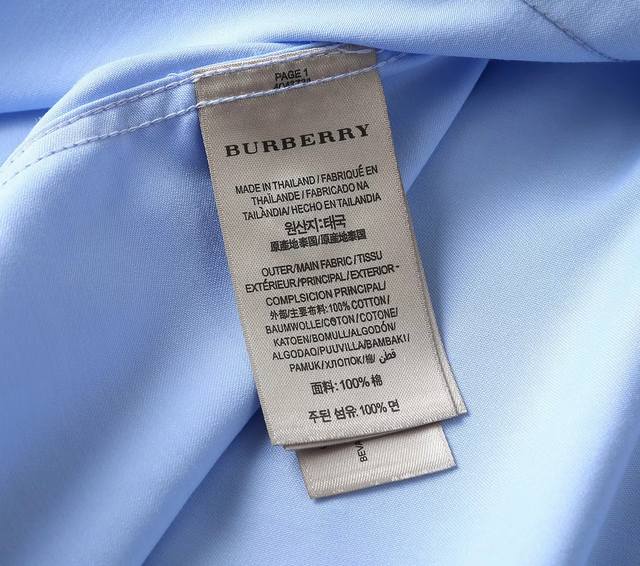 PAGE 1
BURBERRY
MADE IN THAILAND / FABRIQUÉ EN
THAÏLANDE / FABRICADO NA
TAILÂNDIA / HECHO EN TAILANDIA
원산지:태국
原產地泰国/原産地泰国
OUTER/MAIN FABRIC / TISSU
EXTÉRIEUR/PRINCIPAL / EXTERIOR-
COMPLSICION PRINCIPAL/
外部/主要布料: 100% COTTON/
BAUMWOLLE/COTON / COTONE/
KATOEN/BOMULL/ALGODÓN/
ALGODAO/PUUVILLA/BAMBAKI /
PAMUK/ХЛОПОК/棉/ قطن
面料: 100% 棉
주된 섬유: 100% 면
BEVA